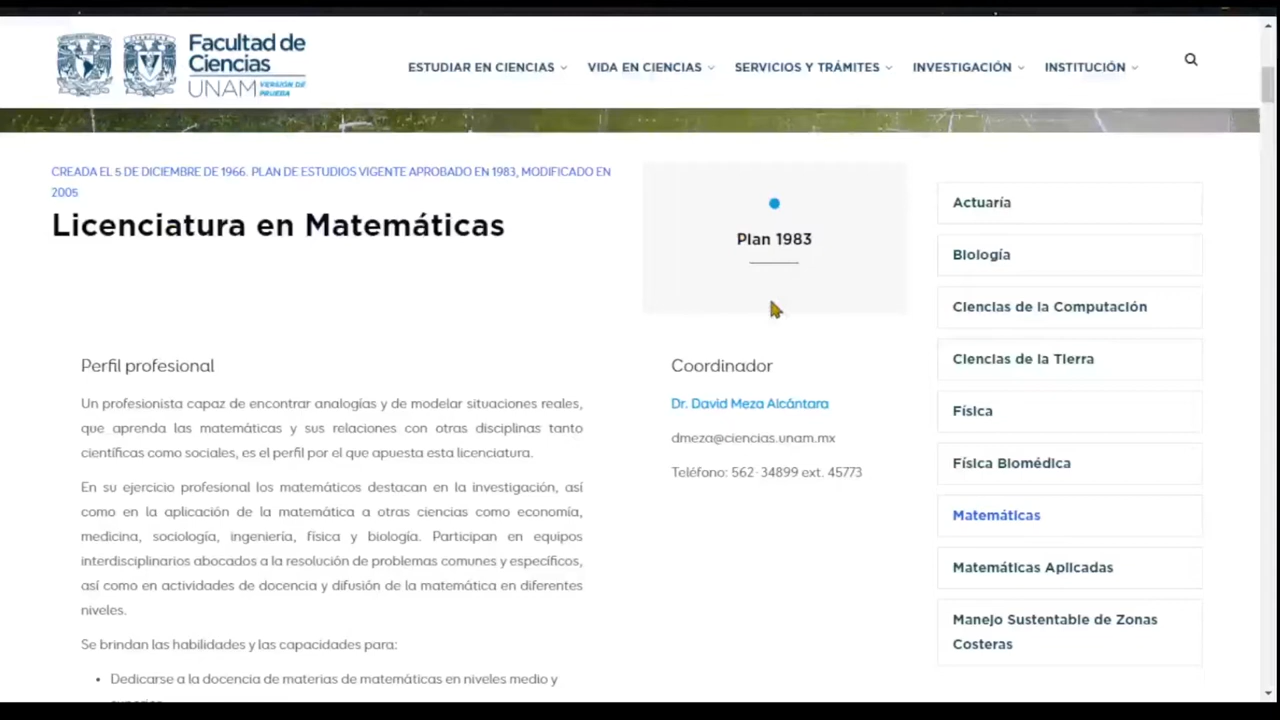 Facultad de
Ciencias
UNAM VERSIÓN DE
PRUEBA
ESTUDIAR EN CIENCIAS
VIDA EN CIENCIAS
SERVICIOS Y TRÁMITES
INVESTIGACIÓN
INSTITUCIÓN
CREADA EL 5 DE DICIEMBRE DE 1966. PLAN DE ESTUDIOS VIGENTE APROBADO EN 1983, MODIFICADO EN
2005
Licenciatura en Matemáticas
Plan 1983
Perfil profesional
Un profesionista capaz de encontrar analogías y de modelar situaciones reales,
que aprenda las matemáticas y sus relaciones con otras disciplinas tanto
científicas como sociales, es el perfil por el que apuesta esta licenciatura.
En su ejercicio profesional los matemáticos destacan en la investigación, así
como en la aplicación de la matemática a otras ciencias como economía,
medicina, sociología, ingeniería, física y biología. Participan en equipos
interdisciplinarios abocados a la resolución de problemas comunes y específicos,
así como en actividades de docencia y difusión de la matemática en diferentes
niveles.
Se brindan las habilidades y las capacidades para:
• Dedicarse a la docencia de materias de matemáticas en niveles medio y
Coordinador
Dr. David Meza Alcántara
dmeza@ciencias.unam.mx
Teléfono: 562-34899 ext. 45773
Actuaría
Biología
Ciencias de la Computación
Ciencias de la Tierra
Física
Física Biomédica
Matemáticas
Matemáticas Aplicadas
Manejo Sustentable de Zonas
Costeras